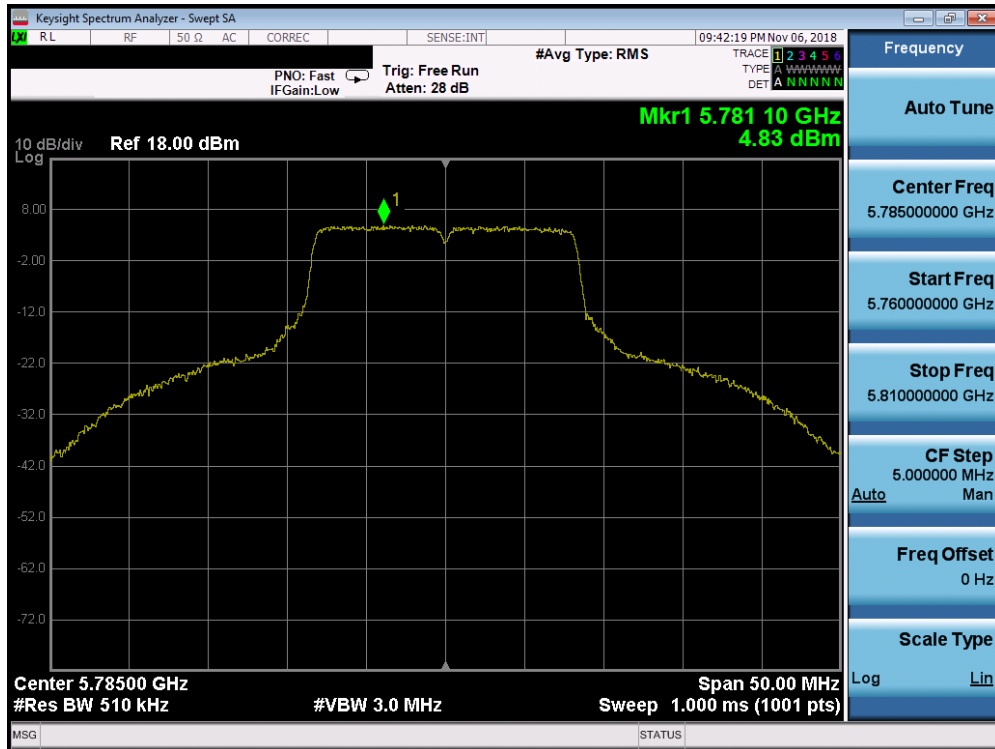 Keysight Spectrum Analyzer - Swept SA
LXI RL RF 50 Ω AC CORREC SENSE:INT 09:42:19 PM Nov 06, 2018
#Avg Type: RMS TRACE 1 2 3 4 5 6
PNO: Fast Trig: Free Run TYPE A WWWWW
IFGain:Low Atten: 28 dB DET A N N N N N
Mkr1 5.781 10 GHz
4.83 dBm
10 dB/div Ref 18.00 dBm
Log
1
8.00
-2.00
-12.0
-22.0
-32.0
-42.0
-52.0
-62.0
-72.0
Center 5.78500 GHz Span 50.00 MHz
#Res BW 510 kHz #VBW 3.0 MHz Sweep 1.000 ms (1001 pts)
MSG STATUS
Frequency
Auto Tune
Center Freq
5.785000000 GHz
Start Freq
5.760000000 GHz
Stop Freq
5.810000000 GHz
CF Step
5.000000 MHz
Auto Man
Freq Offset
0 Hz
Scale Type
Log Lin